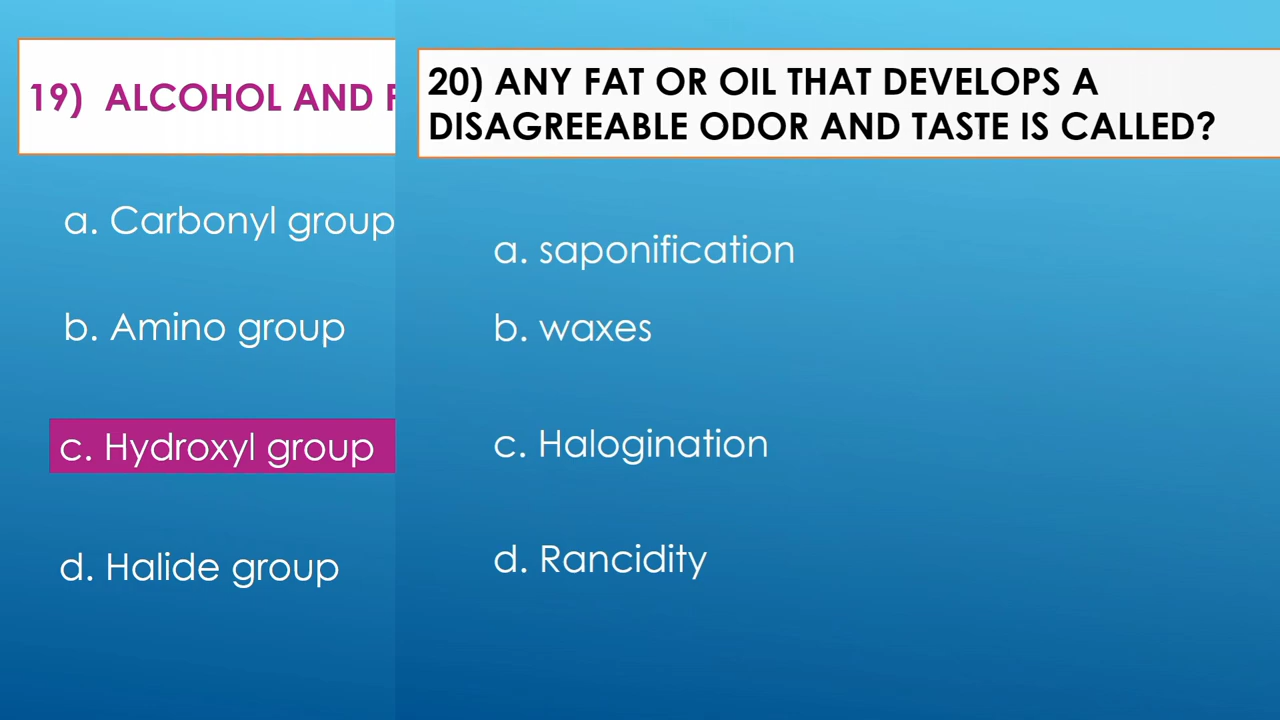 19) ALCOHOL AND
a. Carbonyl group
b. Amino group
c. Hydroxyl group
d. Halide group
20) ANY FAT OR OIL THAT DEVELOPS A
DISAGREEABLE ODOR AND TASTE IS CALLED?
a. saponification
b. waxes
c. Halogination
d. Rancidity